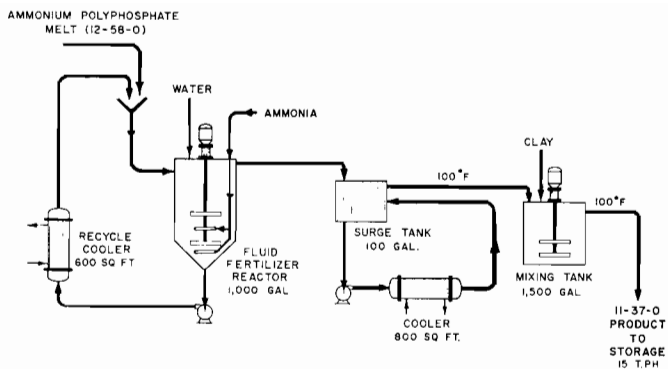 AMMONIUM POLYPHOSPHATE
MELT (12-58-0)
WATER
AMMONIA
CLAY
100°F
100°F
RECYCLE
COOLER
600 SQ FT
FLUID
FERTILIZER
REACTOR
1,000 GAL
SURGE TANK
100 GAL.
COOLER
800 SQ FT.
MIXING TANK
1,500 GAL
11-37-0
PRODUCT
TO
STORAGE
15 T.PH